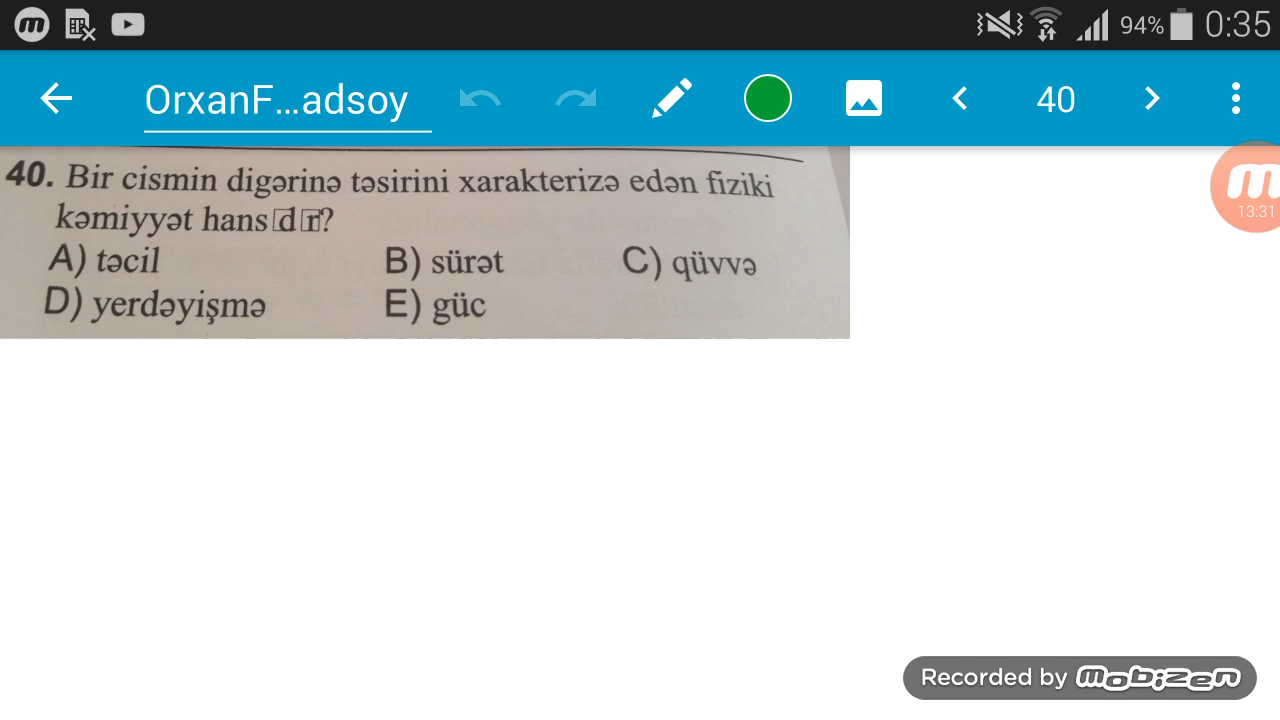 94% 0:35
OrxanF...adsoy 40
40. Bir cismin digərinə təsirini xarakterizə edən fiziki
kəmiyyət hans▯d▯r?
A) təcil B) sürət C) qüvvə
D) yerdəyişmə E) güc
13:31
Recorded by mobizen